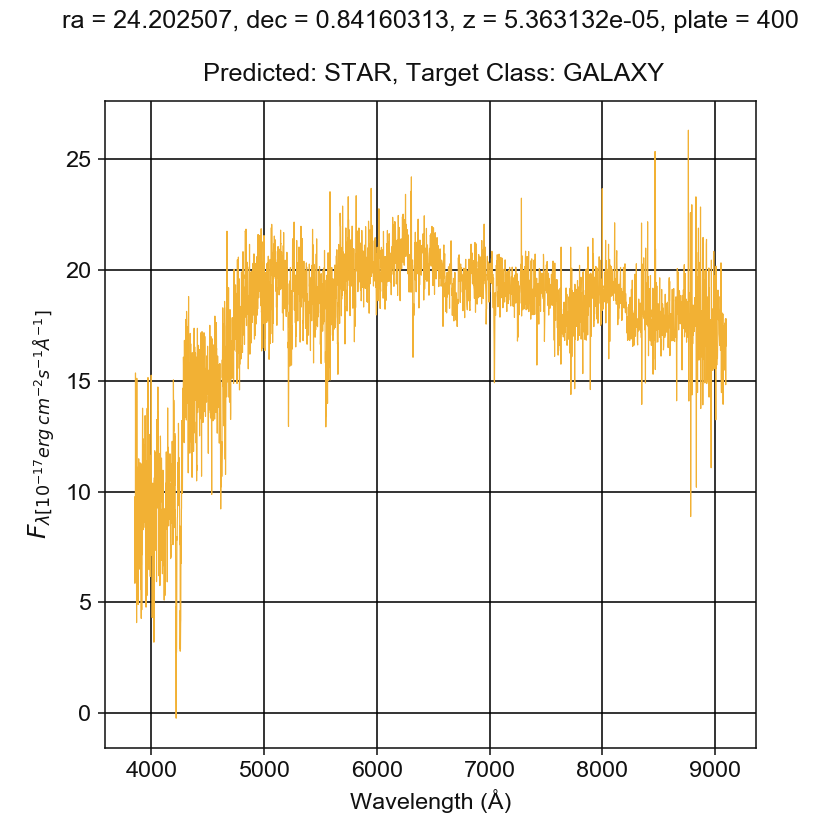 ra = 24.202507, dec = 0.84160313, z = 5.363132e-05, plate = 400
Predicted: STAR, Target Class: GALAXY
25
20
15
10
5
0
F_λ[10^{-17} erg cm^{-2} s^{-1} Å^{-1}]
4000 5000 6000 7000 8000 9000
Wavelength (Å)